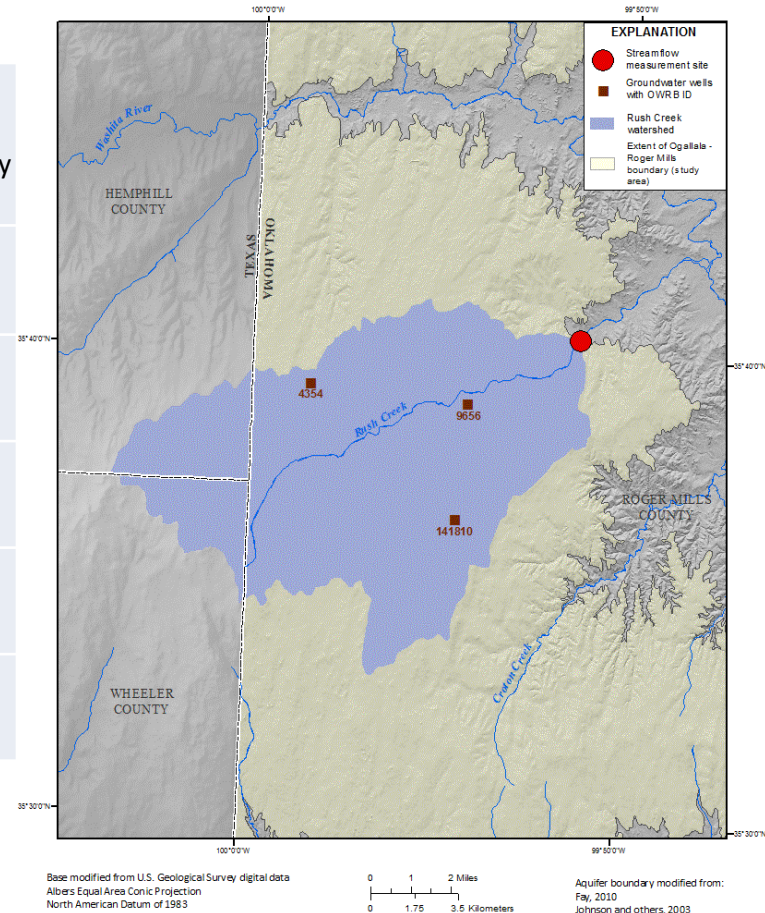 100°0'0"W
99°50'0"W
EXPLANATION
Streamflow
measurement site
Groundwater wells
with OWRB ID
Rush Creek
watershed
Extent of Ogallala -
Roger Mills
boundary (study
area)
Washita River
y
HEMPHILL
COUNTY
TEXAS
OKLAHOMA
35°40'0"N
35°40'0"N
4354
Rush Creek
9656
ROGER MILLS
COUNTY
141810
Croton Creek
WHEELER
COUNTY
35°30'0"N
35°30'0"N
100°0'0"W
99°50'0"W
Base modified from U.S. Geological Survey digital data
Albers Equal Area Conic Projection
North American Datum of 1983
0 1 2 Miles
0 1.75 3.5 Kilometers
Aquifer boundary modified from:
Fay, 2010
Johnson and others, 2003